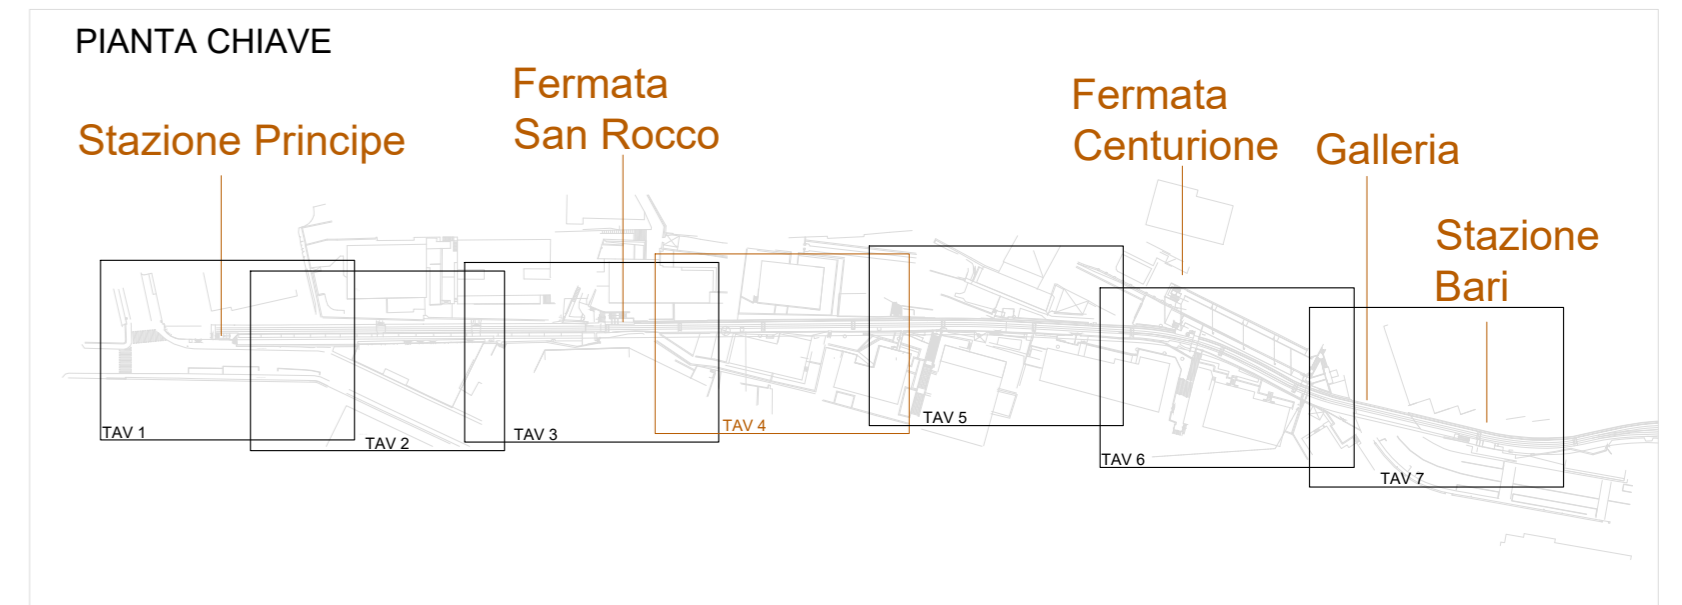 PIANTA CHIAVE
Stazione Principe
Fermata
San Rocco
Fermata
Centurione
Galleria
Stazione
Bari
TAV 1
TAV 2
TAV 3
TAV 4
TAV 5
TAV 6
TAV 7